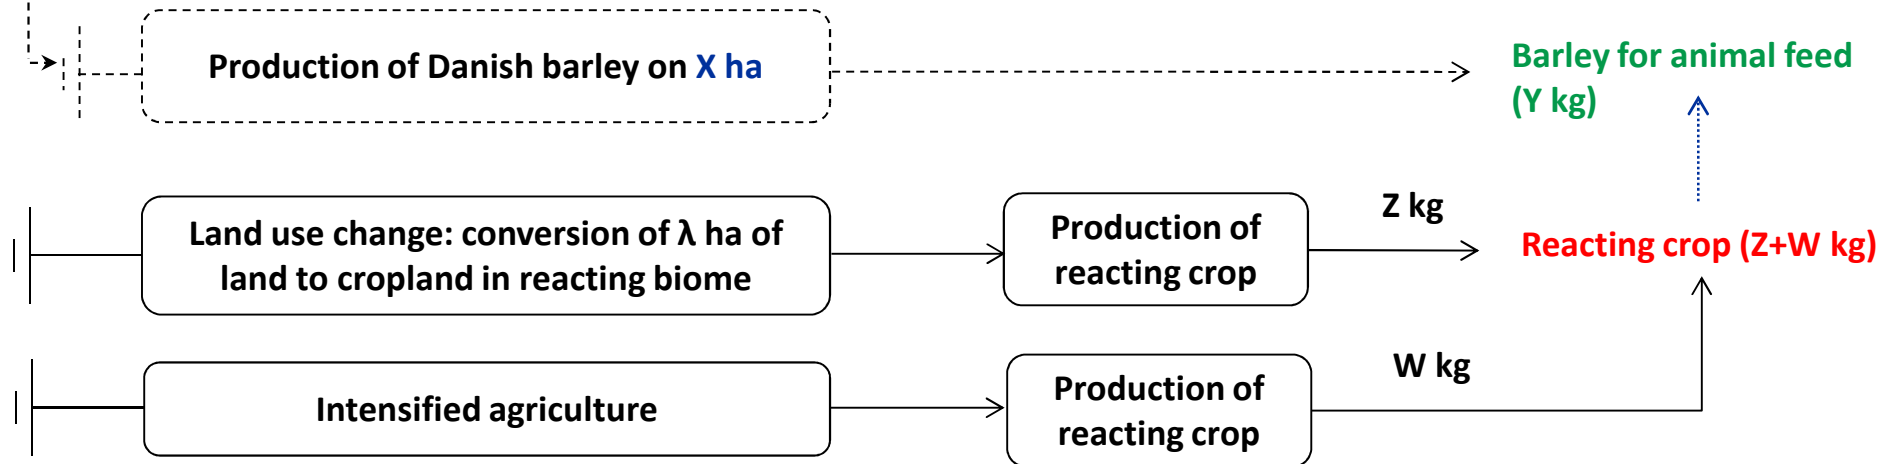 Production of Danish barley on X ha
Barley for animal feed
(Y kg)
Land use change: conversion of λ ha of
land to cropland in reacting biome
Production of
reacting crop
Z kg
Reacting crop (Z+W kg)
Intensified agriculture
Production of
reacting crop
W kg